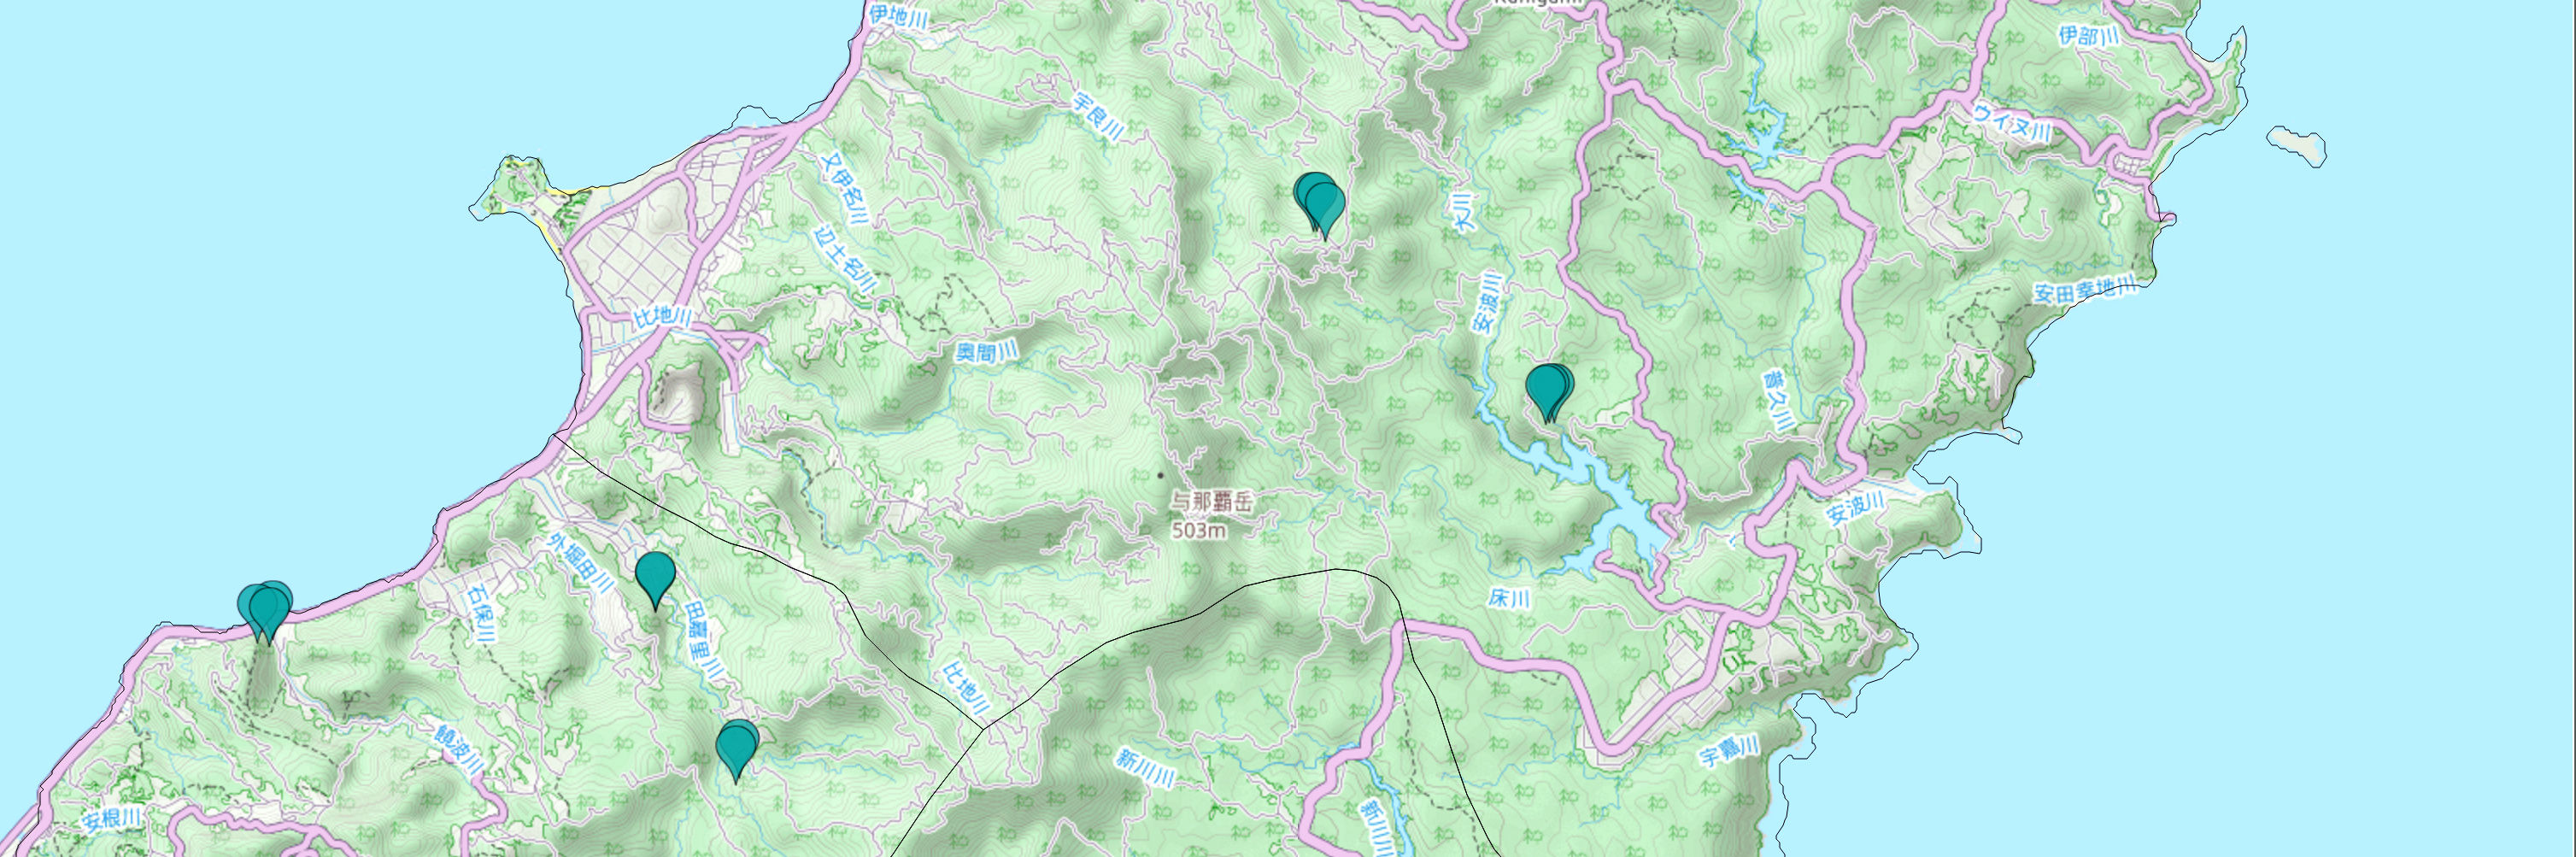 伊地川
Kunigami
伊部川
宇良川
ウイヌ川
又伊名川
大川
辺土名川
安田幸地川
安波川
比地川
奥間川
普久川
与那覇岳
503m
安波川
外堀田川
石保川
床川
田嘉里川
比地川
饒波川
新川川
宇嘉川
安根川
新川川